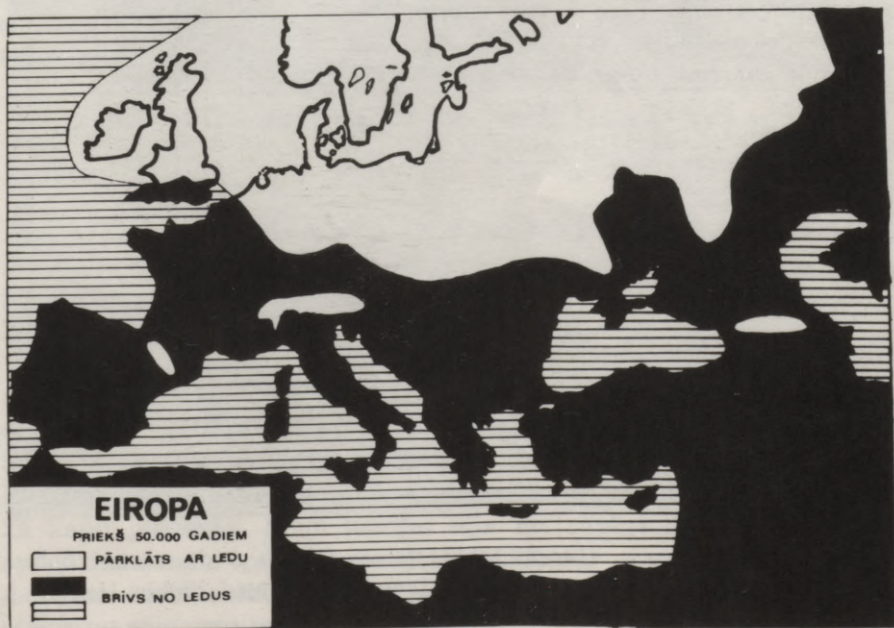 EIROPA
PRIEKŠ 50.000 GADIEM
PĀRKLĀTS AR LEDU
BRĪVS NO LEDUS